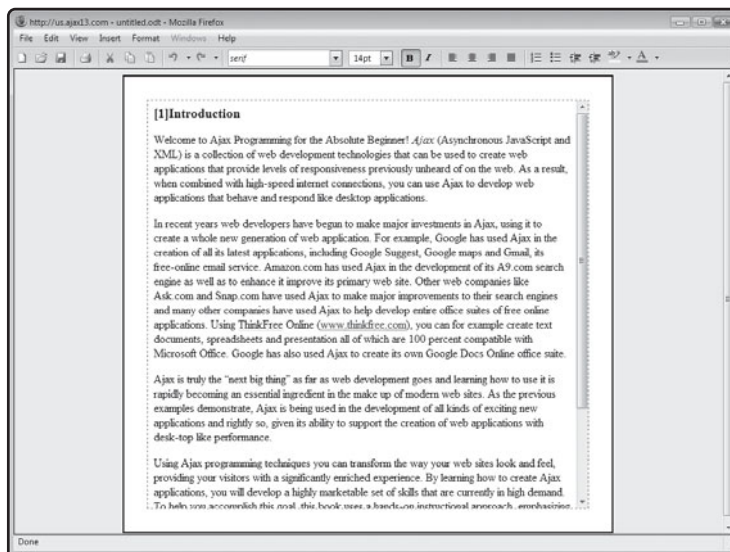 http://us.ajax13.com - untitled.odt - Mozilla Firefox
File Edit View Insert Format Windows Help
serif 14pt B I A
[1]Introduction
Welcome to Ajax Programming for the Absolute Beginner! Ajax (Asynchronous JavaScript and
XML) is a collection of web development technologies that can be used to create web
applications that provide levels of responsiveness previously unheard of on the web. As a result,
when combined with high-speed internet connections, you can use Ajax to develop web
applications that behave and respond like desktop applications.
In recent years web developers have begun to make major investments in Ajax, using it to
create a whole new generation of web application. For example, Google has used Ajax in the
creation of all its latest applications, including Google Suggest, Google maps and Gmail, its
free-online email service. Amazon.com has used Ajax in the development of its A9.com search
engine as well as to enhance it improve its primary web site. Other web companies like
Ask.com and Snap.com have used Ajax to make major improvements to their search engines
and many other companies have used Ajax to help develop entire office suites of free online
applications. Using ThinkFree Online (www.thinkfree.com), you can for example create text
documents, spreadsheets and presentation all of which are 100 percent compatible with
Microsoft Office. Google has also used Ajax to create its own Google Docs Online office suite.
Ajax is truly the “next big thing” as far as web development goes and learning how to use it is
rapidly becoming an essential ingredient in the make up of modern web sites. As the previous
examples demonstrate, Ajax is being used in the development of all kinds of exciting new
applications and rightly so, given its ability to support the creation of web applications with
desk-top like performance.
Using Ajax programming techniques you can transform the way your web sites look and feel,
providing your visitors with a significantly enriched experience. By learning how to create Ajax
applications, you will develop a highly marketable set of skills that are currently in high demand.
To help you accomplish this goal, this book uses a hands-on instructional approach, emphasizing
Done